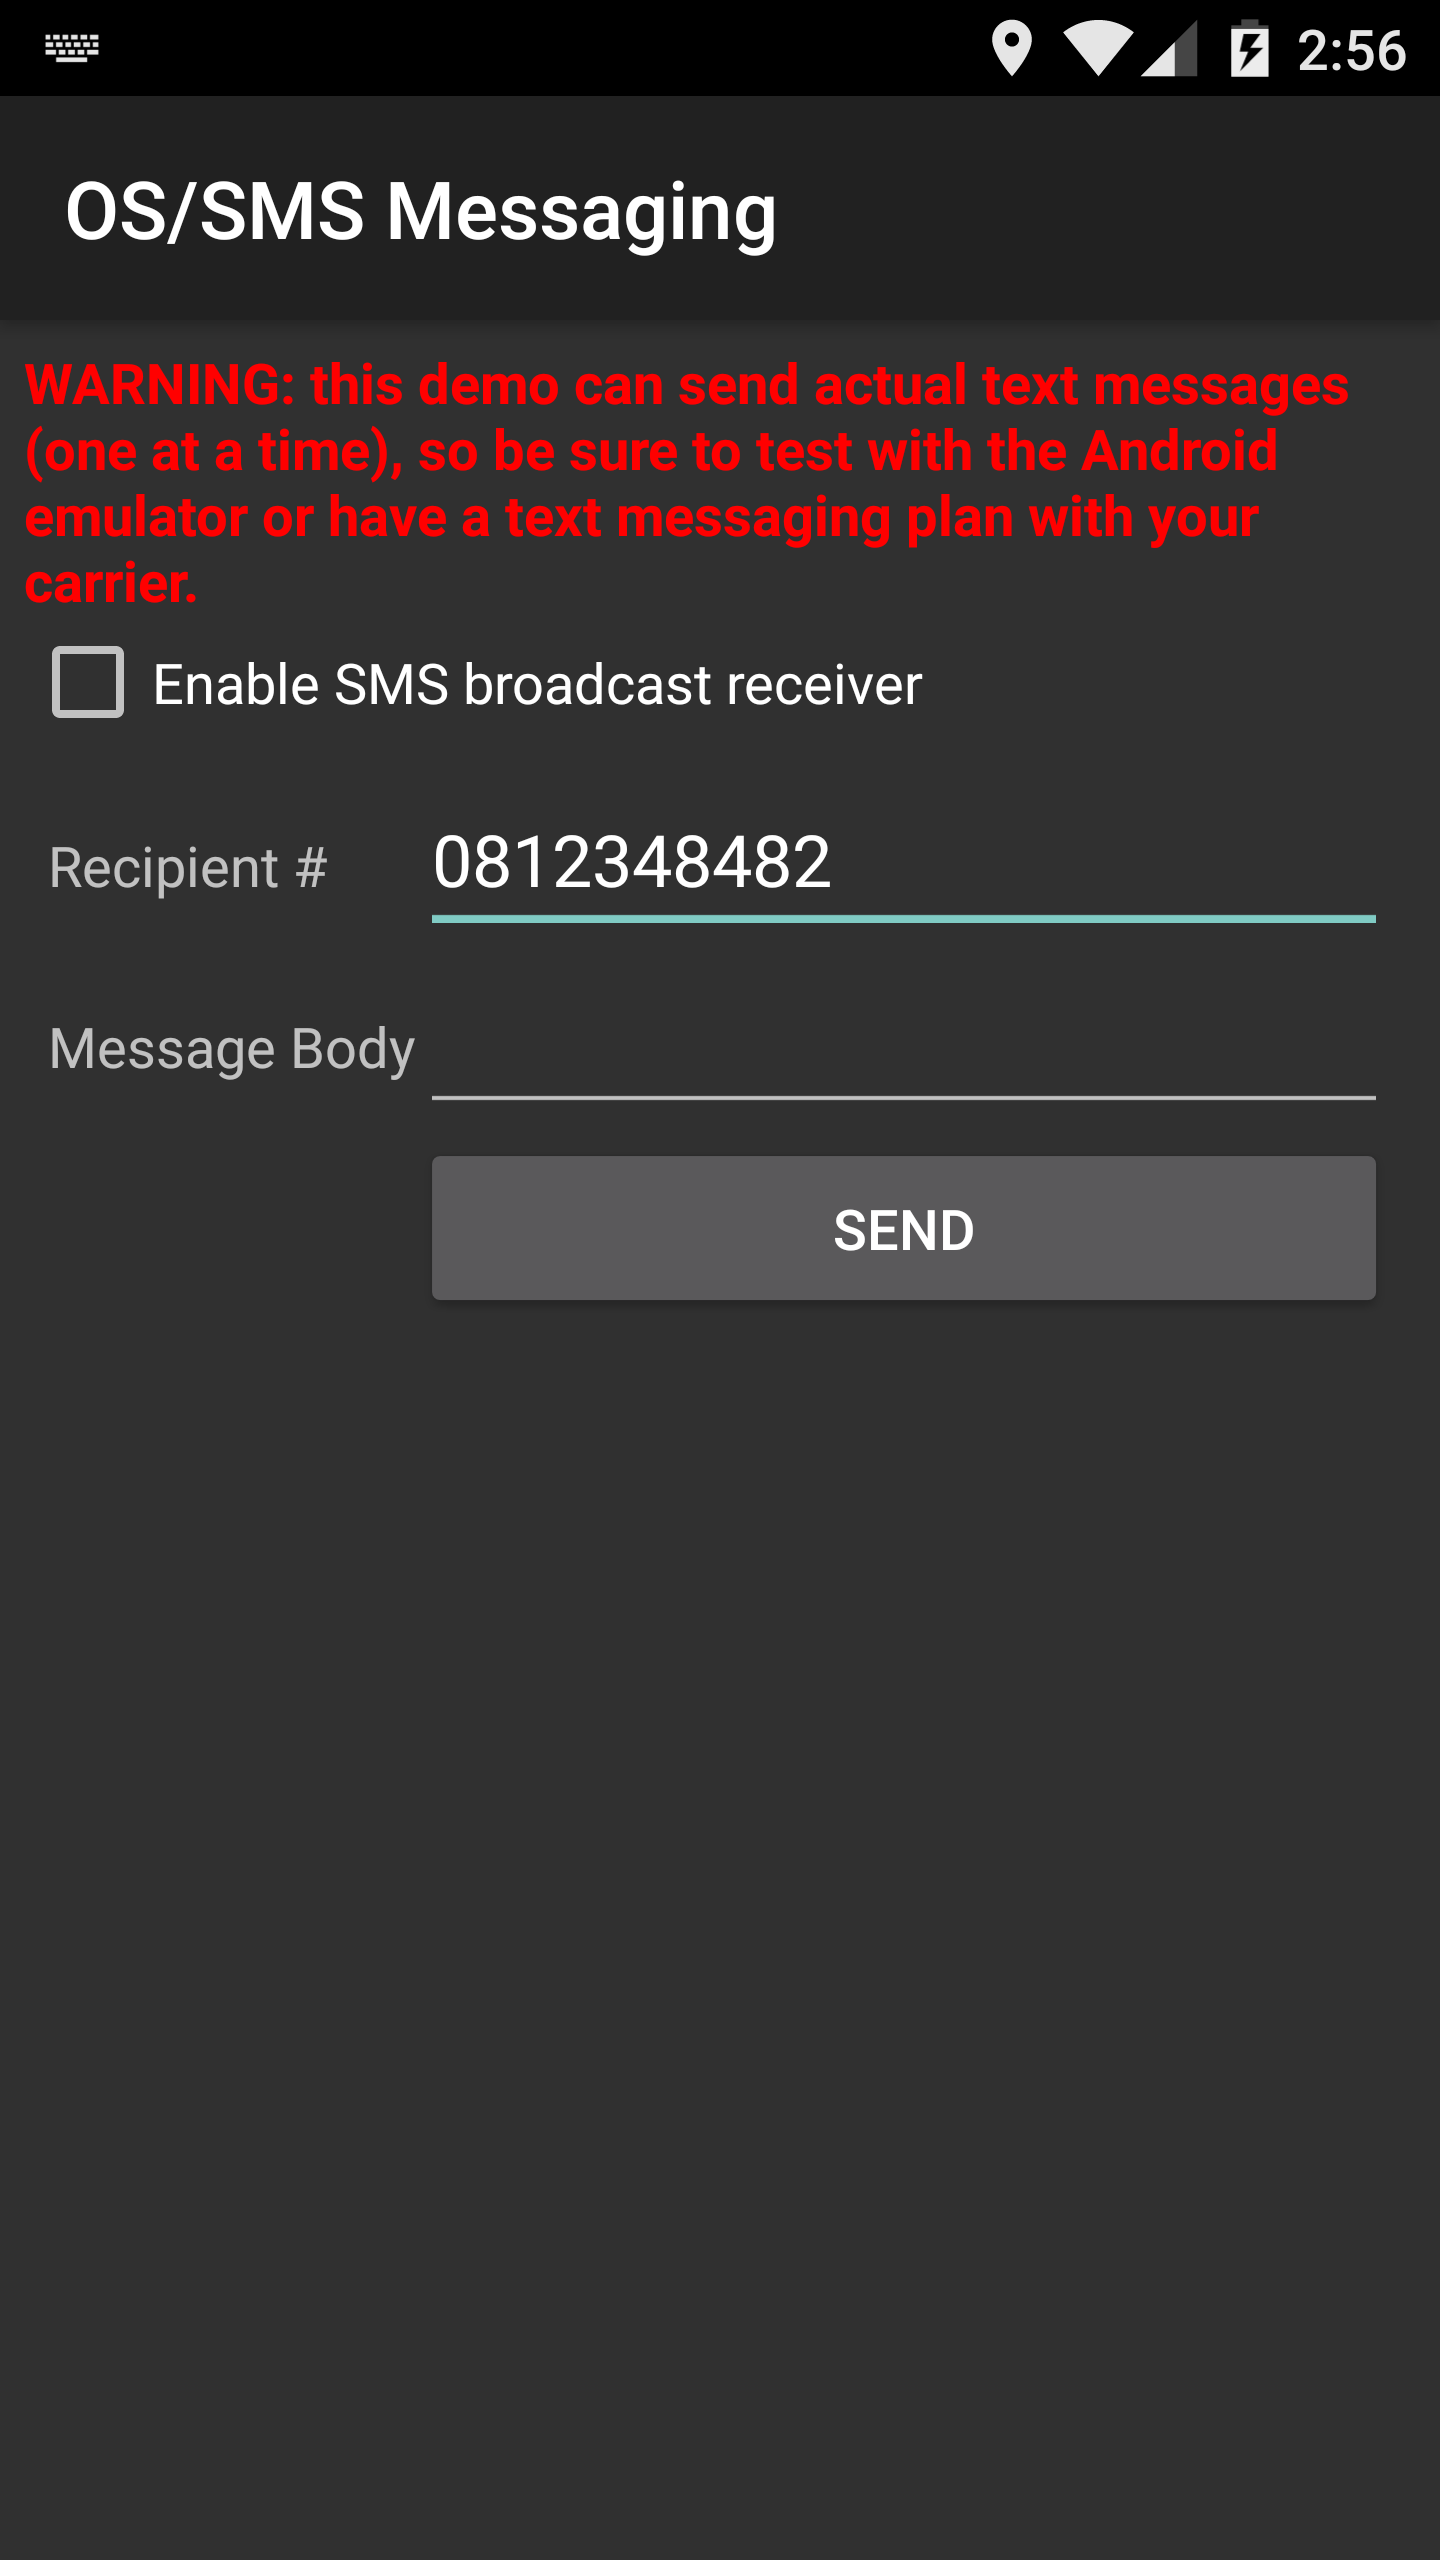 2:56
OS/SMS Messaging
WARNING: this demo can send actual text messages
(one at a time), so be sure to test with the Android
emulator or have a text messaging plan with your
carrier.
Enable SMS broadcast receiver
Recipient # 0812348482
Message Body
SEND